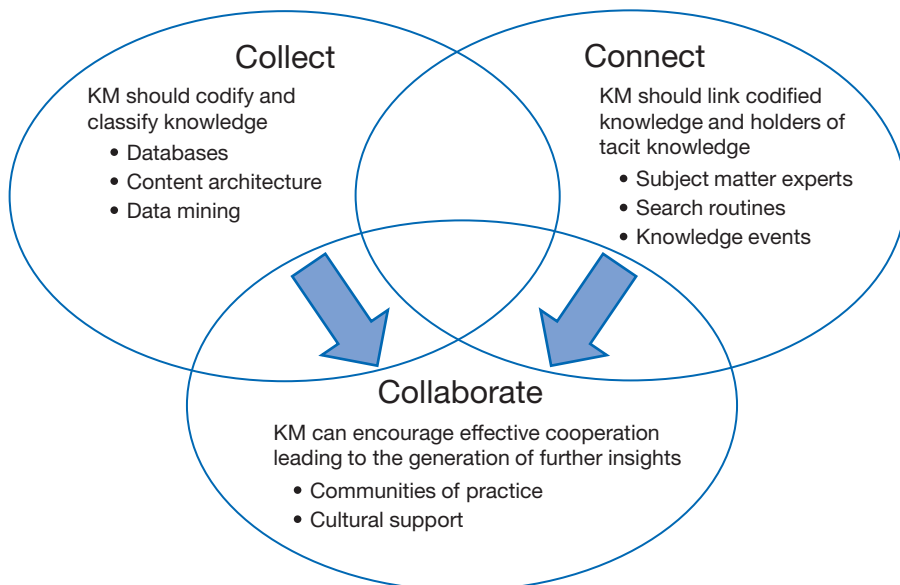 Collect
KM should codify and
classify knowledge
• Databases
• Content architecture
• Data mining
Connect
KM should link codified
knowledge and holders of
tacit knowledge
• Subject matter experts
• Search routines
• Knowledge events
Collaborate
KM can encourage effective cooperation
leading to the generation of further insights
• Communities of practice
• Cultural support